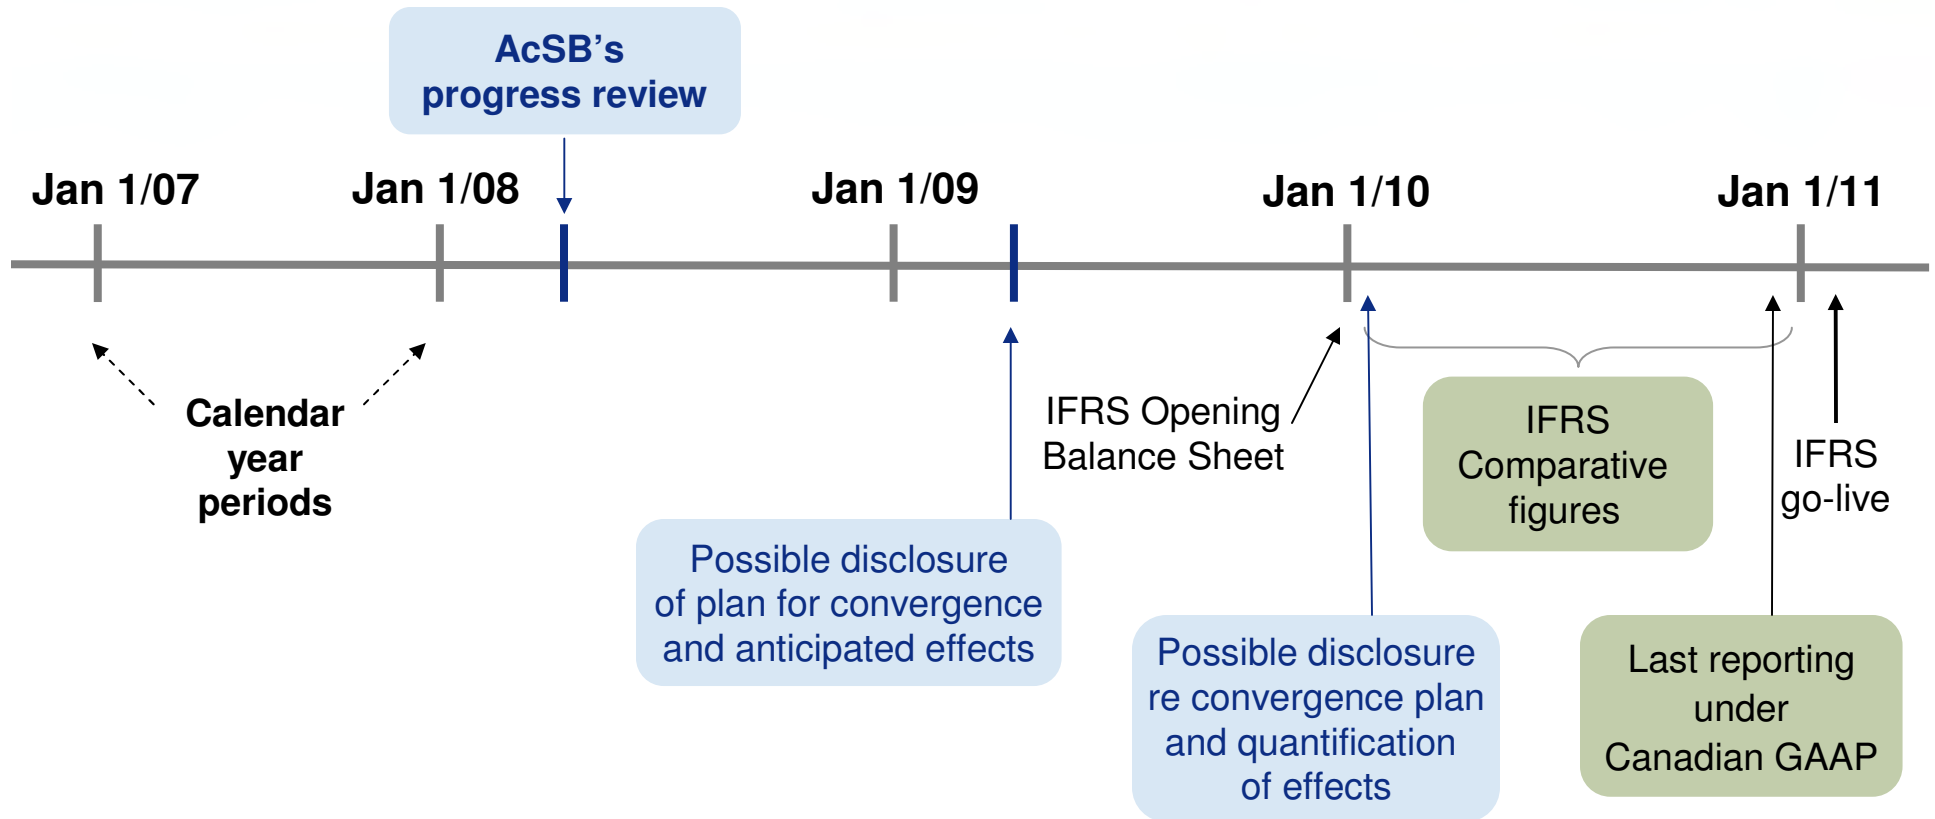 AcSB’s
progress review
Jan 1/07
Jan 1/08
Jan 1/09
Jan 1/10
Jan 1/11
Calendar
year
periods
Possible disclosure
of plan for convergence
and anticipated effects
IFRS Opening
Balance Sheet
Possible disclosure
re convergence plan
and quantification
of effects
IFRS
Comparative
figures
Last reporting
under
Canadian GAAP
IFRS
go-live